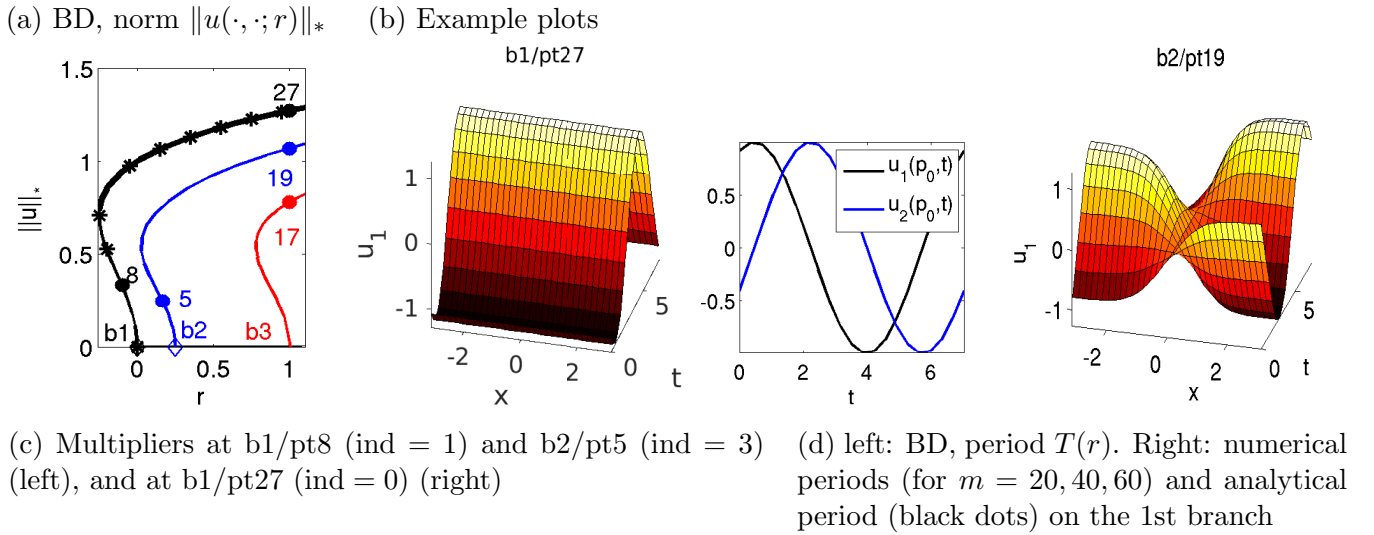 (a) BD, norm ‖u(·, ·; r)‖∗ (b) Example plots
b1/pt27
b2/pt19
1.5
1
0.5
0
||u||*
27
19
17
8
5
b1
b2
b3
0 0.5 1
r
1
0
-1
u1
-2 0 2
x
0 5
t
0.5
0
-0.5
u1(p0,t)
u2(p0,t)
0 2 4 6
t
1
0
-1
u1
-2 0 2
x
0 5
t
(c) Multipliers at b1/pt8 (ind = 1) and b2/pt5 (ind = 3)
(left), and at b1/pt27 (ind = 0) (right)
(d) left: BD, period T(r). Right: numerical
periods (for m = 20, 40, 60) and analytical
period (black dots) on the 1st branch